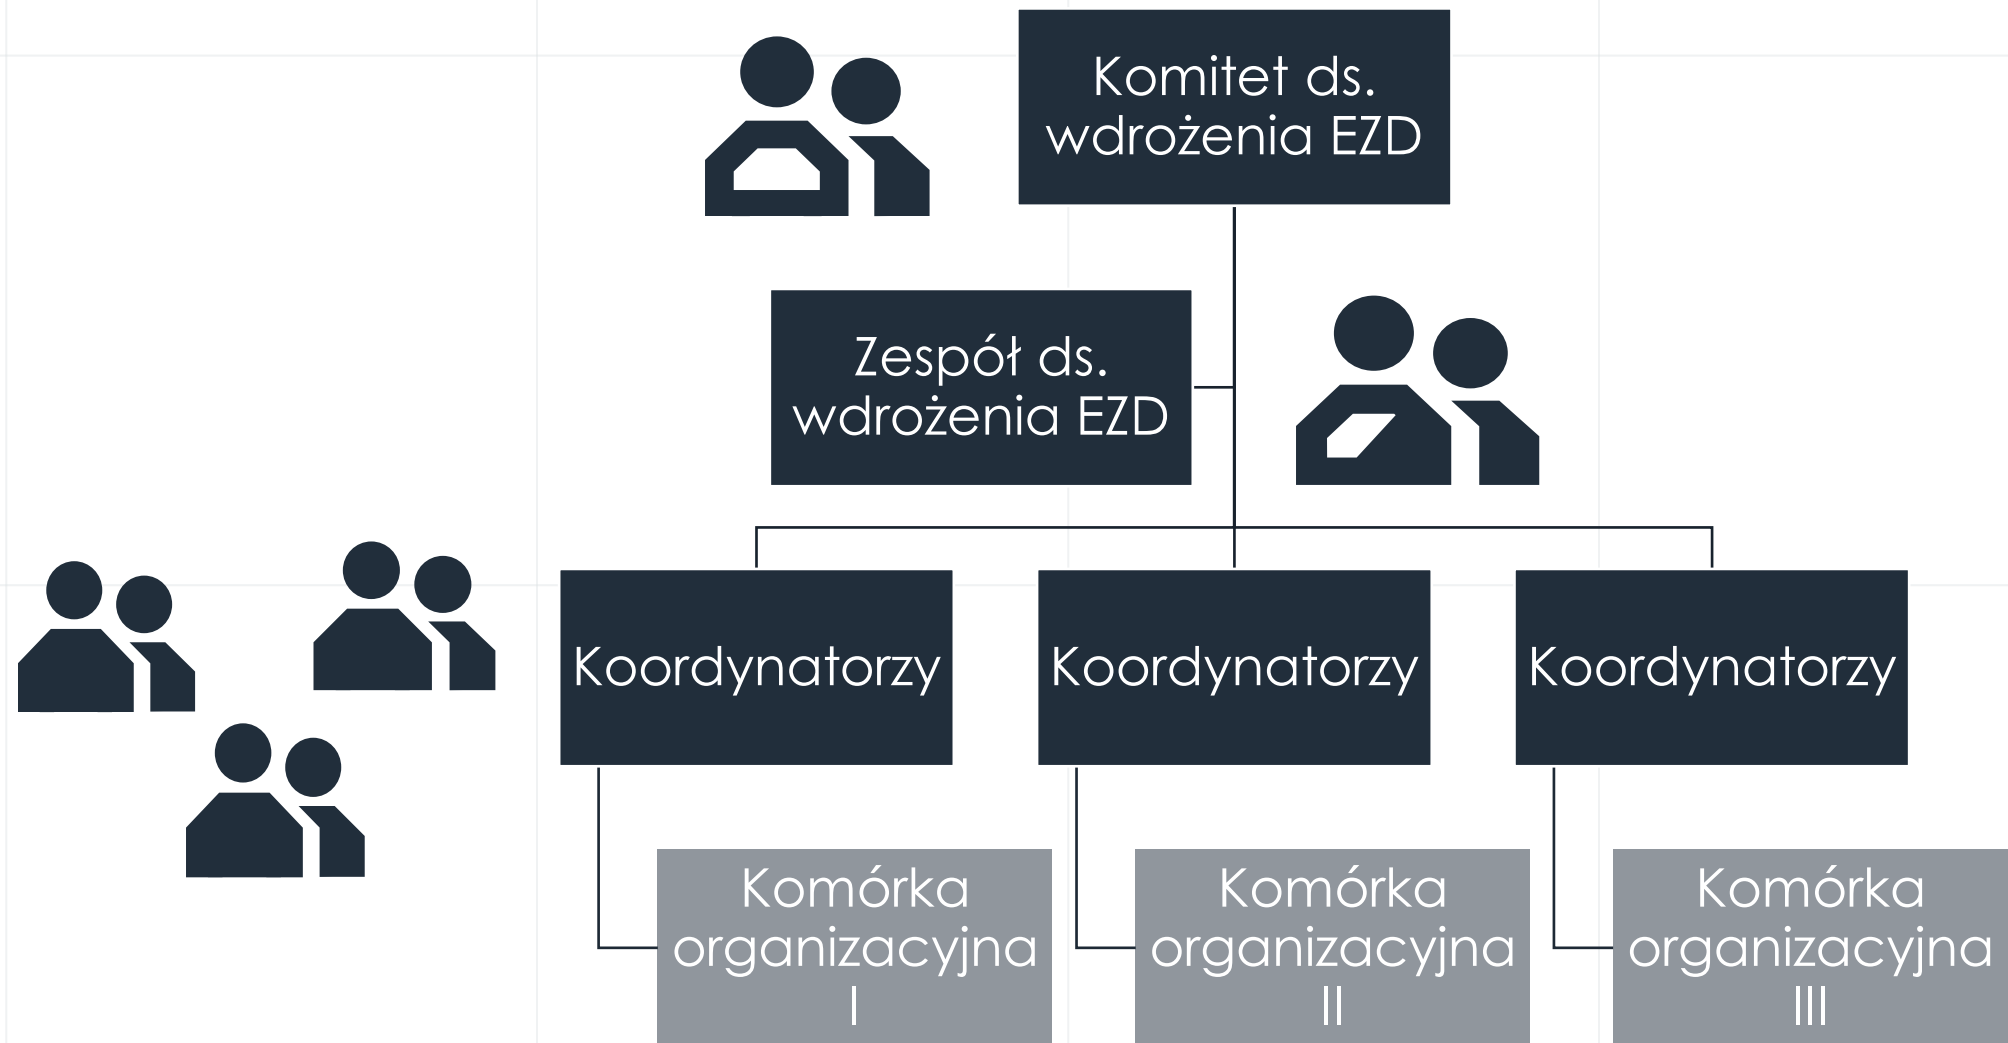 Komitet ds.
wdrożenia EZD
Zespół ds.
wdrożenia EZD
Koordynatorzy
Koordynatorzy
Koordynatorzy
Komórka
organizacyjna
I
Komórka
organizacyjna
II
Komórka
organizacyjna
III